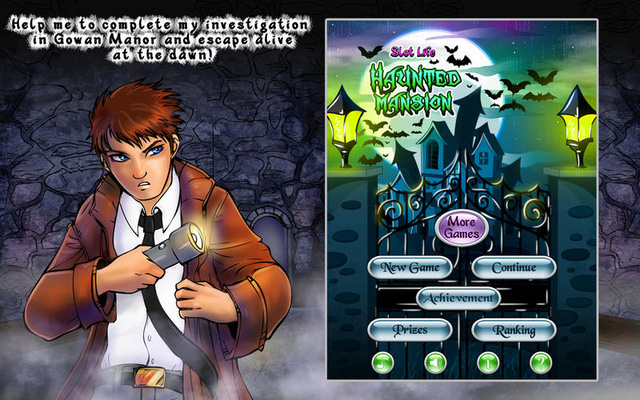 Help me to complete my investigation
in Gowan Manor and escape alive
at the dawn!
Slot Life
HAUNTED
MANSION
More
Games
New Game
Continue
Achievement
Prizes
Ranking
?